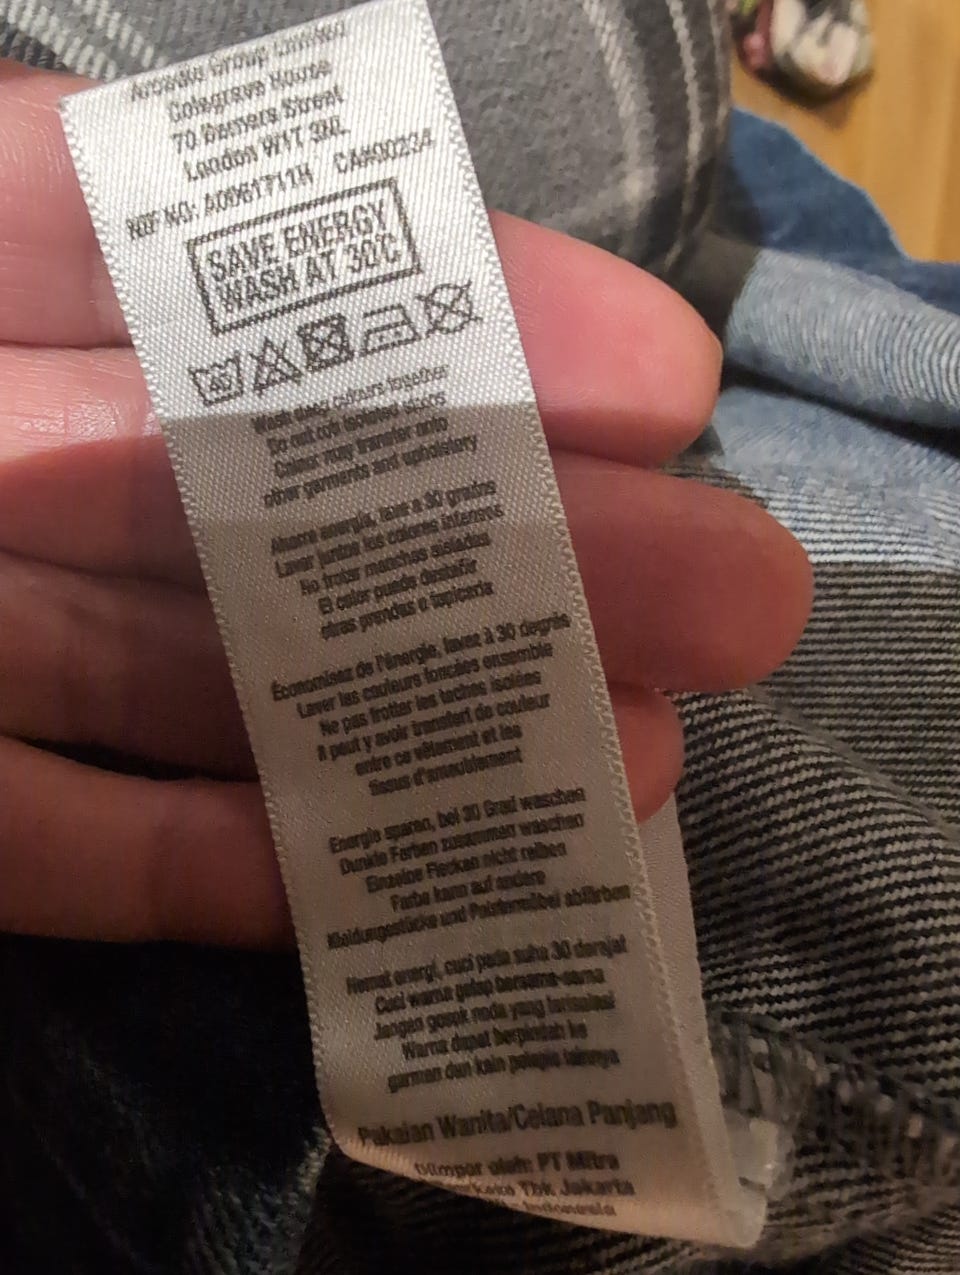 Arcadia Group Limited
Colegrave House
70 Berners Street
London W1T 3NL
NIF NO: A0061711H CA#00234
SAVE ENERGY
WASH AT 30°C
40
Wash deep colours together
Do not rub isolated spots
Colour may transfer onto
other garments and upholstery
Ahorre energía, lave a 30 grados
Lavar juntos los colores intensos
No frotar manchas aisladas
El color puede desteñir
otras prendas o tapicería
Économisez de l'énergie, lavez à 30 degrés
Laver les couleurs foncées ensemble
Ne pas frotter les taches isolées
Il peut y avoir transfert de couleur
entre ce vêtement et les
tissus d'ameublement
Energie sparen, bei 30 Grad waschen
Dunkle Farben zusammen waschen
Einzelne Flecken nicht reiben
Farbe kann auf andere
Kleidungsstücke und Polstermöbel abfärben
Hemat energi, cuci pada suhu 30 derajat
Cuci warna gelap bersama-sama
Jangan gosok noda yang terisolasi
Warna dapat berpindah ke
garmen dan kain pelapis lainnya
Pakaian Wanita/Celana Panjang
Diimpor oleh: PT Mitra
Tbk Jakarta
Indonesia